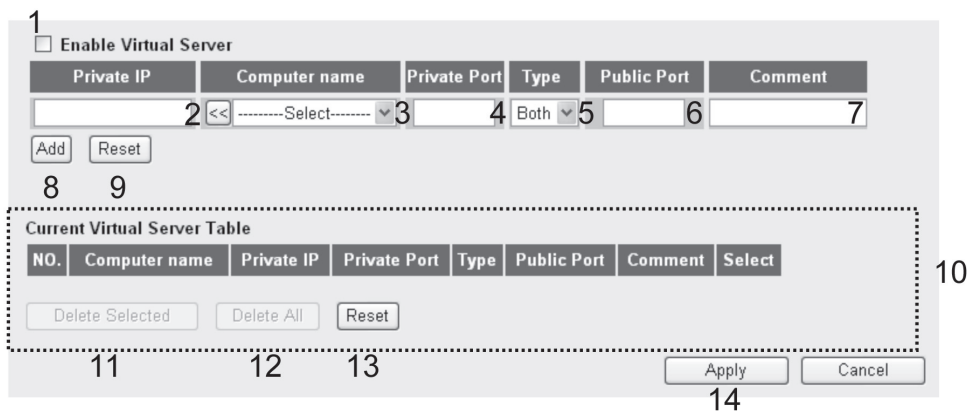 1
Enable Virtual Server
Private IP Computer name Private Port Type Public Port Comment
2 << ---------Select-------- 3 4 Both 5 6 7
Add Reset
8 9
Current Virtual Server Table
NO. Computer name Private IP Private Port Type Public Port Comment Select
10
Delete Selected Delete All Reset
11 12 13
Apply Cancel
14